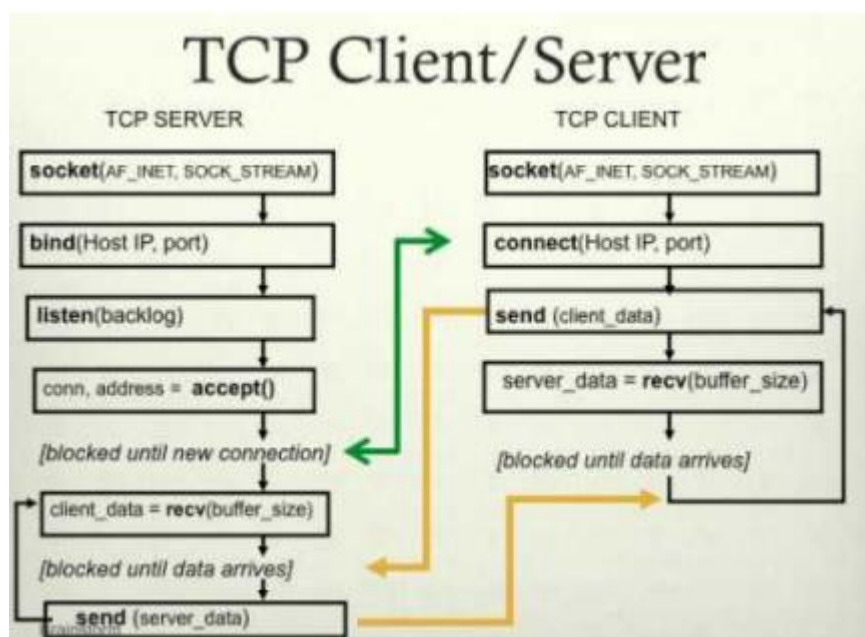 TCP Client/Server
TCP SERVER
socket(AF_INET, SOCK_STREAM)
bind(Host IP, port)
listen(backlog)
conn, address = accept()
[blocked until new connection]
client_data = recv(buffer_size)
[blocked until data arrives]
send (server_data)
TCP CLIENT
socket(AF_INET, SOCK_STREAM)
connect(Host IP, port)
send (client_data)
server_data = recv(buffer_size)
[blocked until data arrives]